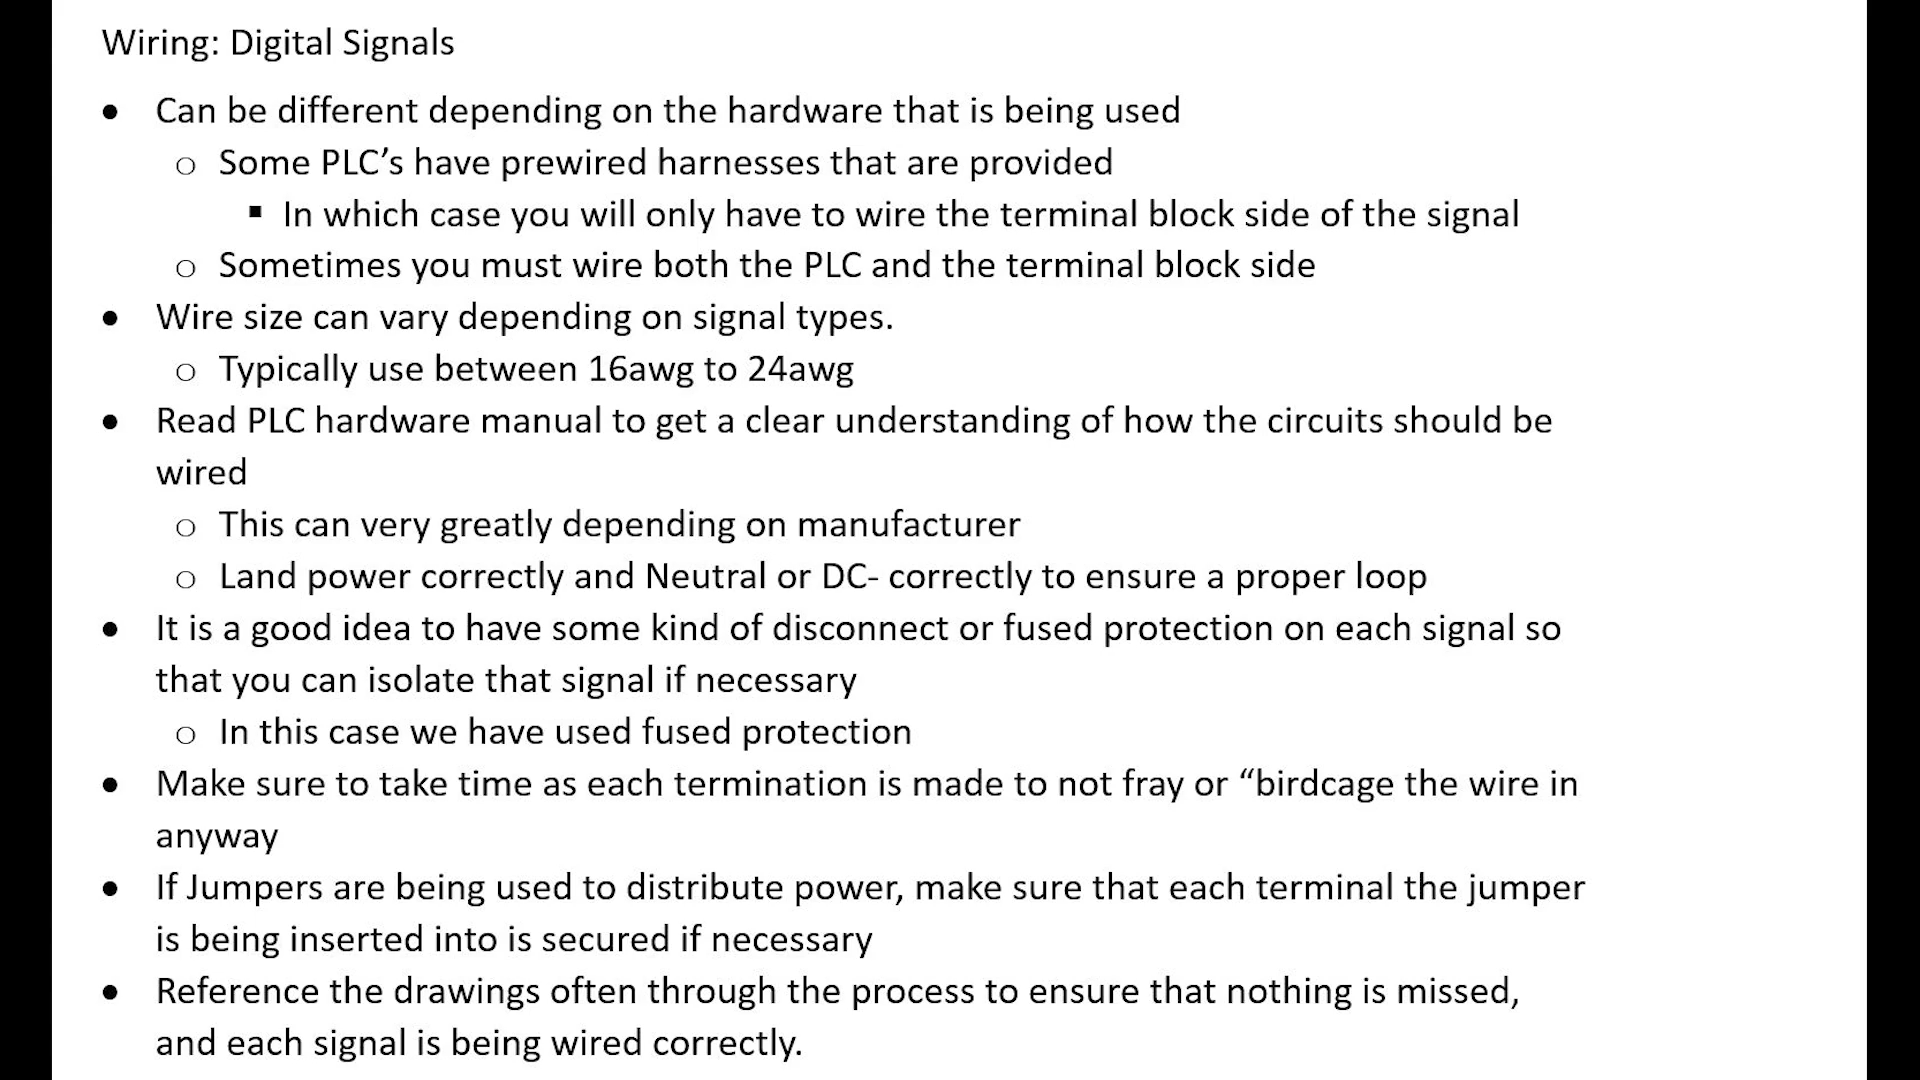 Wiring: Digital Signals
• Can be different depending on the hardware that is being used
o Some PLC’s have prewired harnesses that are provided
▪ In which case you will only have to wire the terminal block side of the signal
o Sometimes you must wire both the PLC and the terminal block side
• Wire size can vary depending on signal types.
o Typically use between 16awg to 24awg
• Read PLC hardware manual to get a clear understanding of how the circuits should be
wired
o This can very greatly depending on manufacturer
o Land power correctly and Neutral or DC- correctly to ensure a proper loop
• It is a good idea to have some kind of disconnect or fused protection on each signal so
that you can isolate that signal if necessary
o In this case we have used fused protection
• Make sure to take time as each termination is made to not fray or “birdcage the wire in
anyway
• If Jumpers are being used to distribute power, make sure that each terminal the jumper
is being inserted into is secured if necessary
• Reference the drawings often through the process to ensure that nothing is missed,
and each signal is being wired correctly.